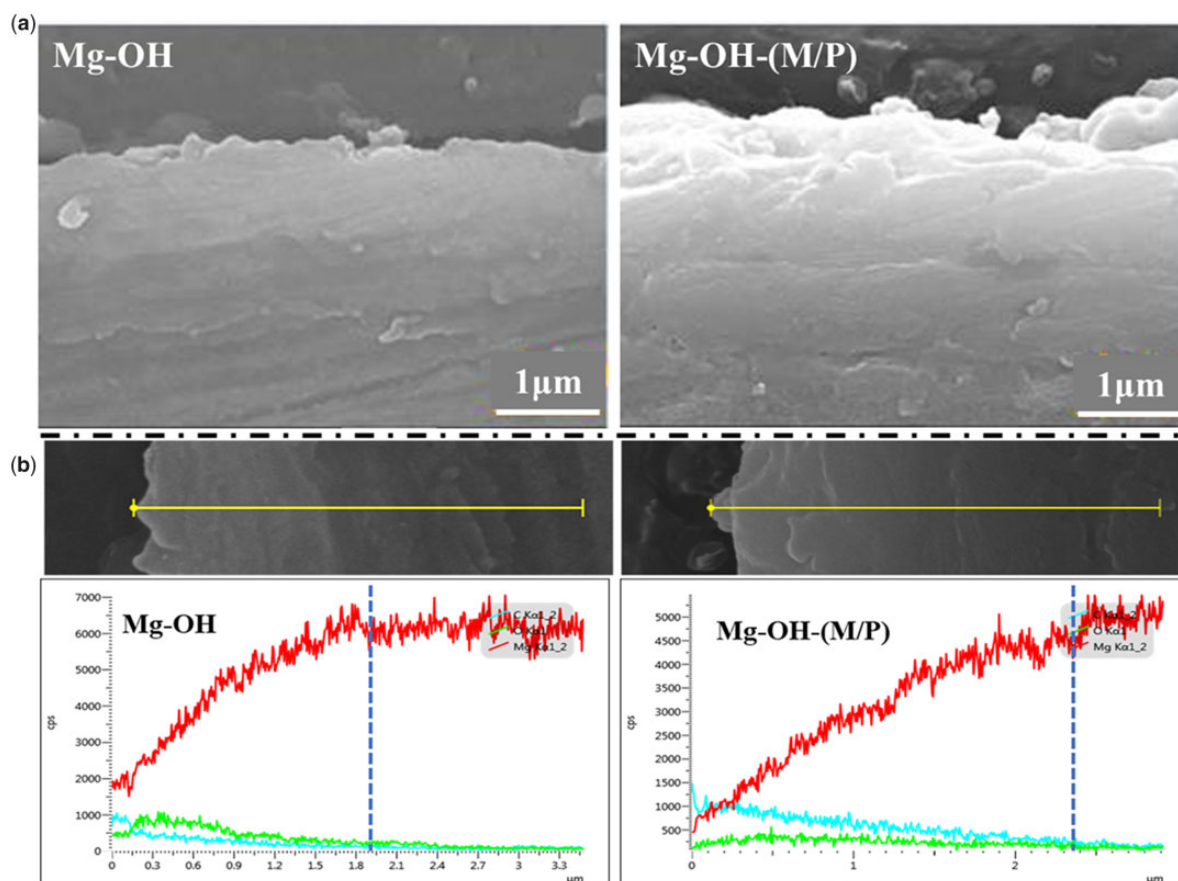 (a)
Mg-OH
Mg-OH-(M/P)
1μm
1μm
(b)
Mg-OH
C Kα1_2
O Kα1
Mg Kα1_2
7000
6000
5000
4000
3000
2000
1000
0
cps
0 0.3 0.6 0.9 1.2 1.5 1.8 2.1 2.4 2.7 3 3.3
μm
Mg-OH-(M/P)
C Kα1_2
O Kα1
Mg Kα1_2
5000
4500
4000
3500
3000
2500
2000
1500
1000
500
cps
0 1 2
μm